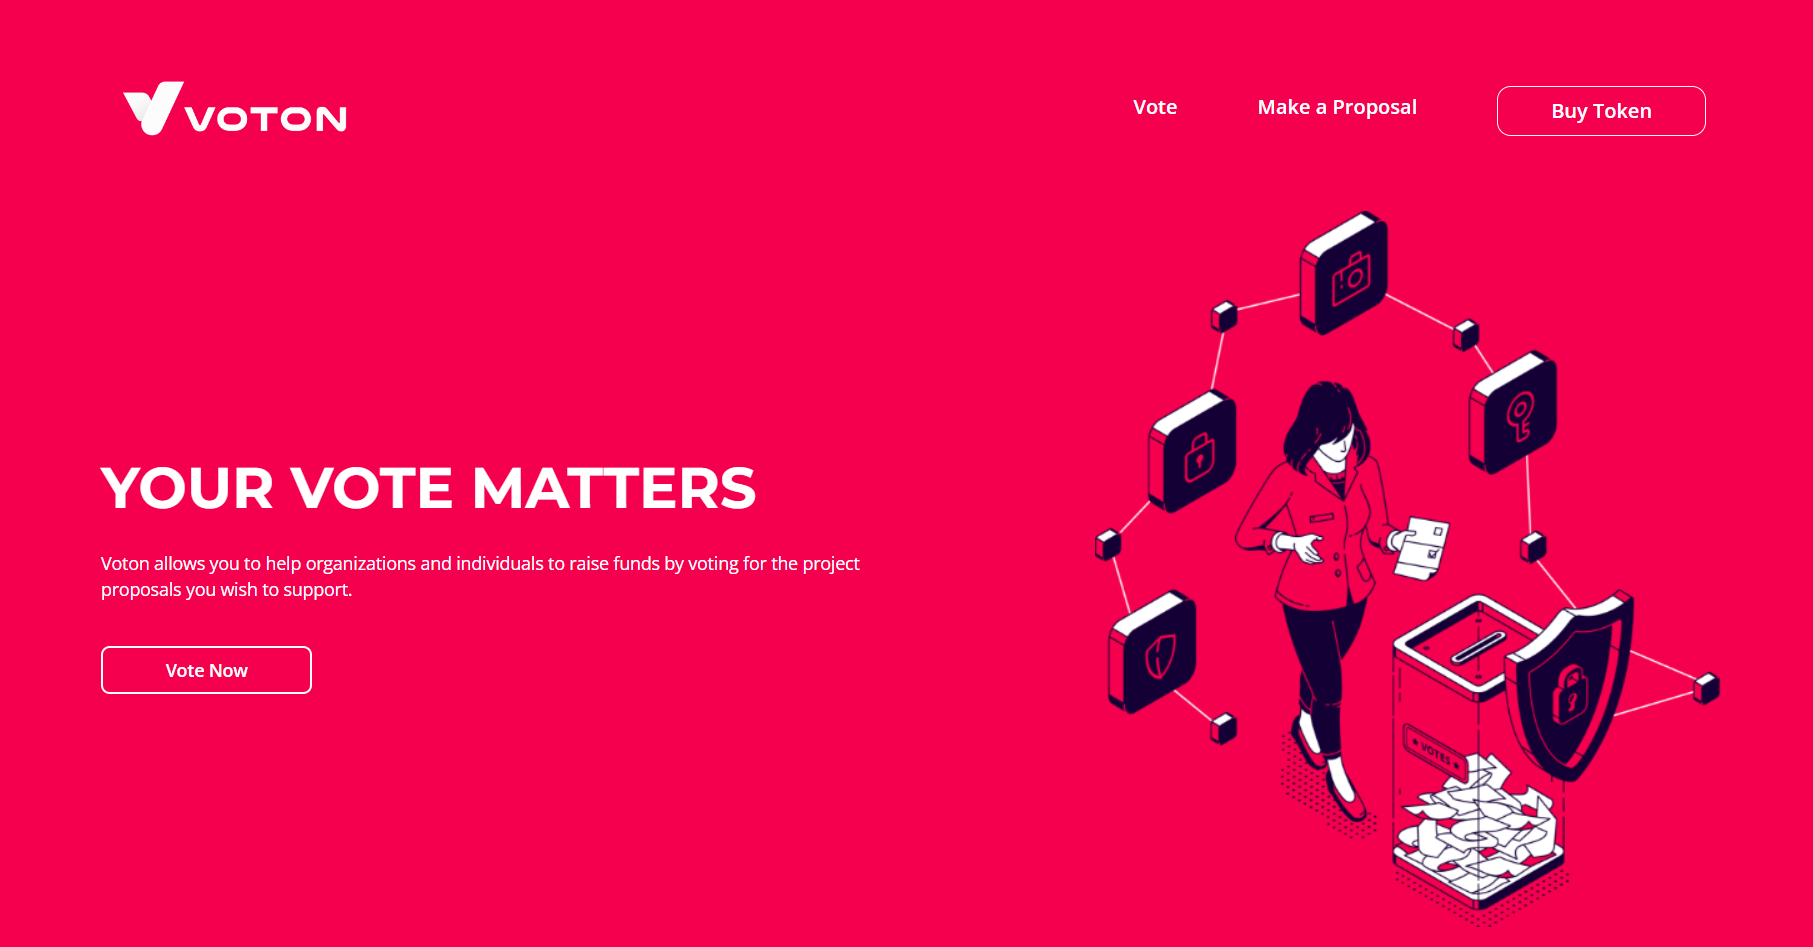 VOTON
Vote
Make a Proposal
Buy Token
YOUR VOTE MATTERS
Voton allows you to help organizations and individuals to raise funds by voting for the project
proposals you wish to support.
Vote Now
★ VOTES ★